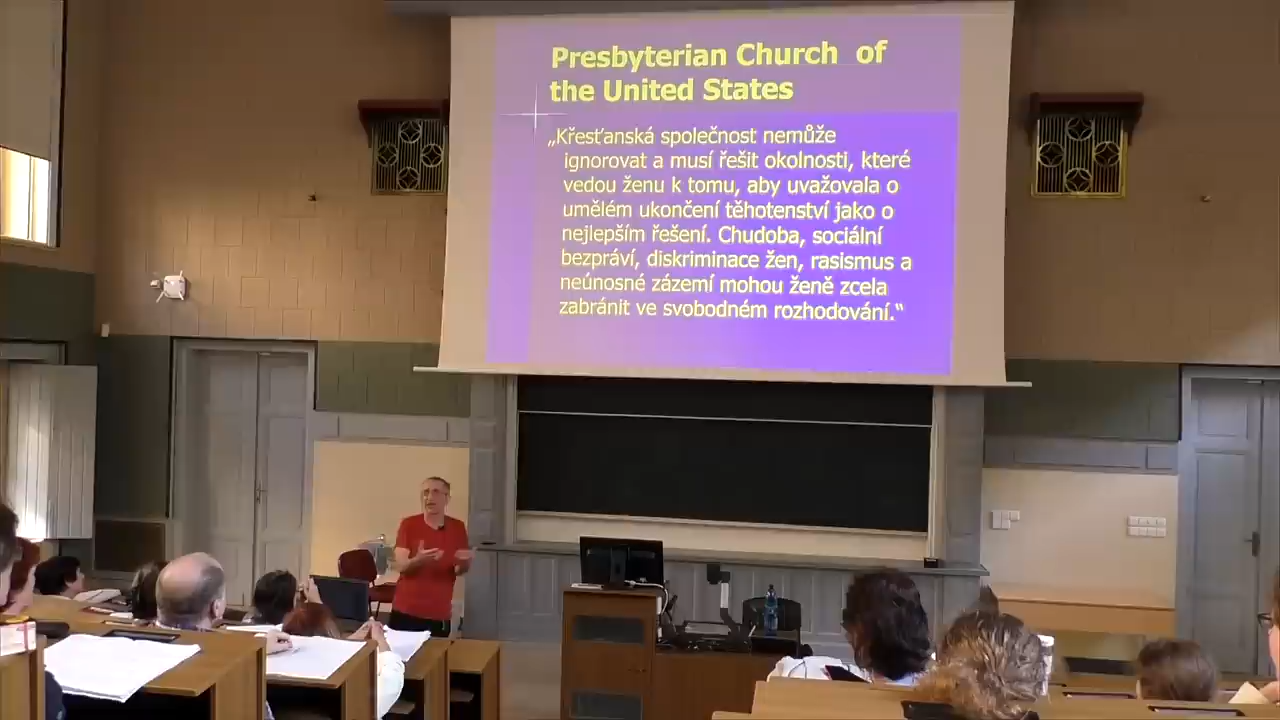 Presbyterian Church of
the United States
„Křesťanská společnost nemůže
ignorovat a musí řešit okolnosti, které
vedou ženu k tomu, aby uvažovala o
umělém ukončení těhotenství jako o
nejlepším řešení. Chudoba, sociální
bezpráví, diskriminace žen, rasismus a
neúnosné zázemí mohou ženě zcela
zabránit ve svobodném rozhodování.“